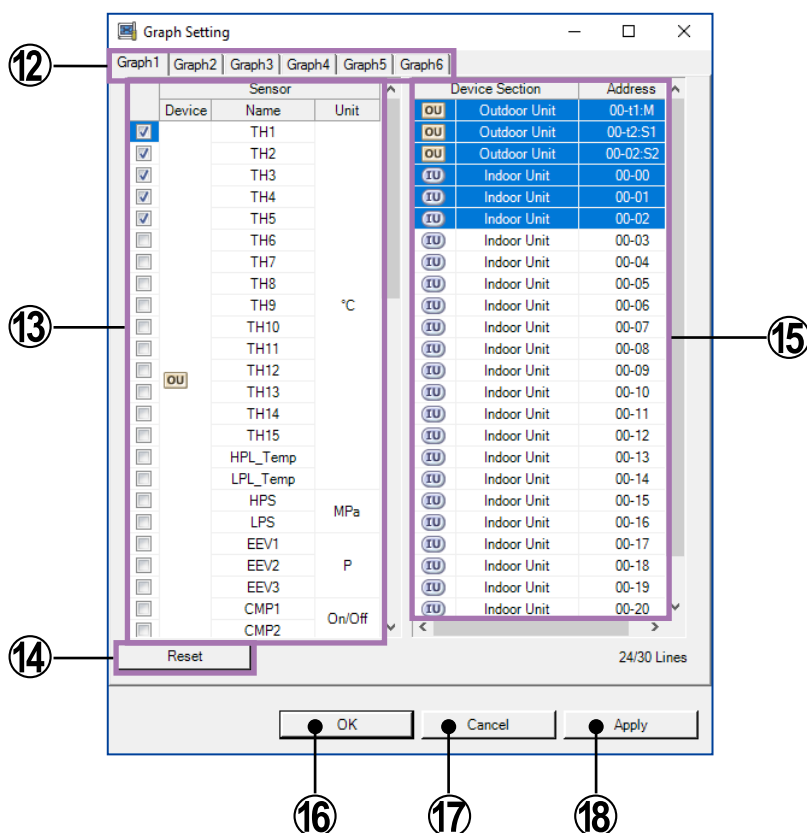 Graph Setting
⑫
Graph1 Graph2 Graph3 Graph4 Graph5 Graph6
Sensor
Device Name Unit
TH1
TH2
TH3
TH4
TH5
TH6
TH7
TH8
TH9
TH10
TH11
TH12
TH13
TH14
TH15
HPL_Temp
LPL_Temp
HPS
LPS
EEV1
EEV2
EEV3
CMP1
CMP2
OU
°C
MPa
P
On/Off
⑬
Device Section Address
OU Outdoor Unit 00-t1:M
OU Outdoor Unit 00-t2:S1
OU Outdoor Unit 00-02:S2
IU Indoor Unit 00-00
IU Indoor Unit 00-01
IU Indoor Unit 00-02
IU Indoor Unit 00-03
IU Indoor Unit 00-04
IU Indoor Unit 00-05
IU Indoor Unit 00-06
IU Indoor Unit 00-07
IU Indoor Unit 00-08
IU Indoor Unit 00-09
IU Indoor Unit 00-10
IU Indoor Unit 00-11
IU Indoor Unit 00-12
IU Indoor Unit 00-13
IU Indoor Unit 00-14
IU Indoor Unit 00-15
IU Indoor Unit 00-16
IU Indoor Unit 00-17
IU Indoor Unit 00-18
IU Indoor Unit 00-19
IU Indoor Unit 00-20
⑮
⑭
Reset
24/30 Lines
OK Cancel Apply
⑯ ⑰ ⑱